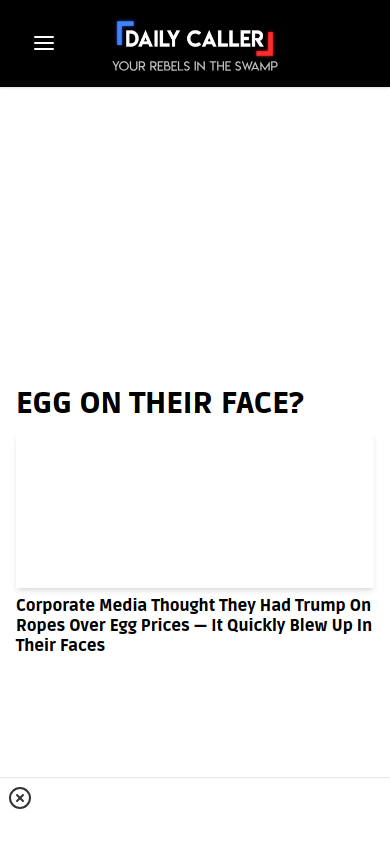 DAILY CALLER
YOUR REBELS IN THE SWAMP
EGG ON THEIR FACE?
Corporate Media Thought They Had Trump On
Ropes Over Egg Prices — It Quickly Blew Up In
Their Faces